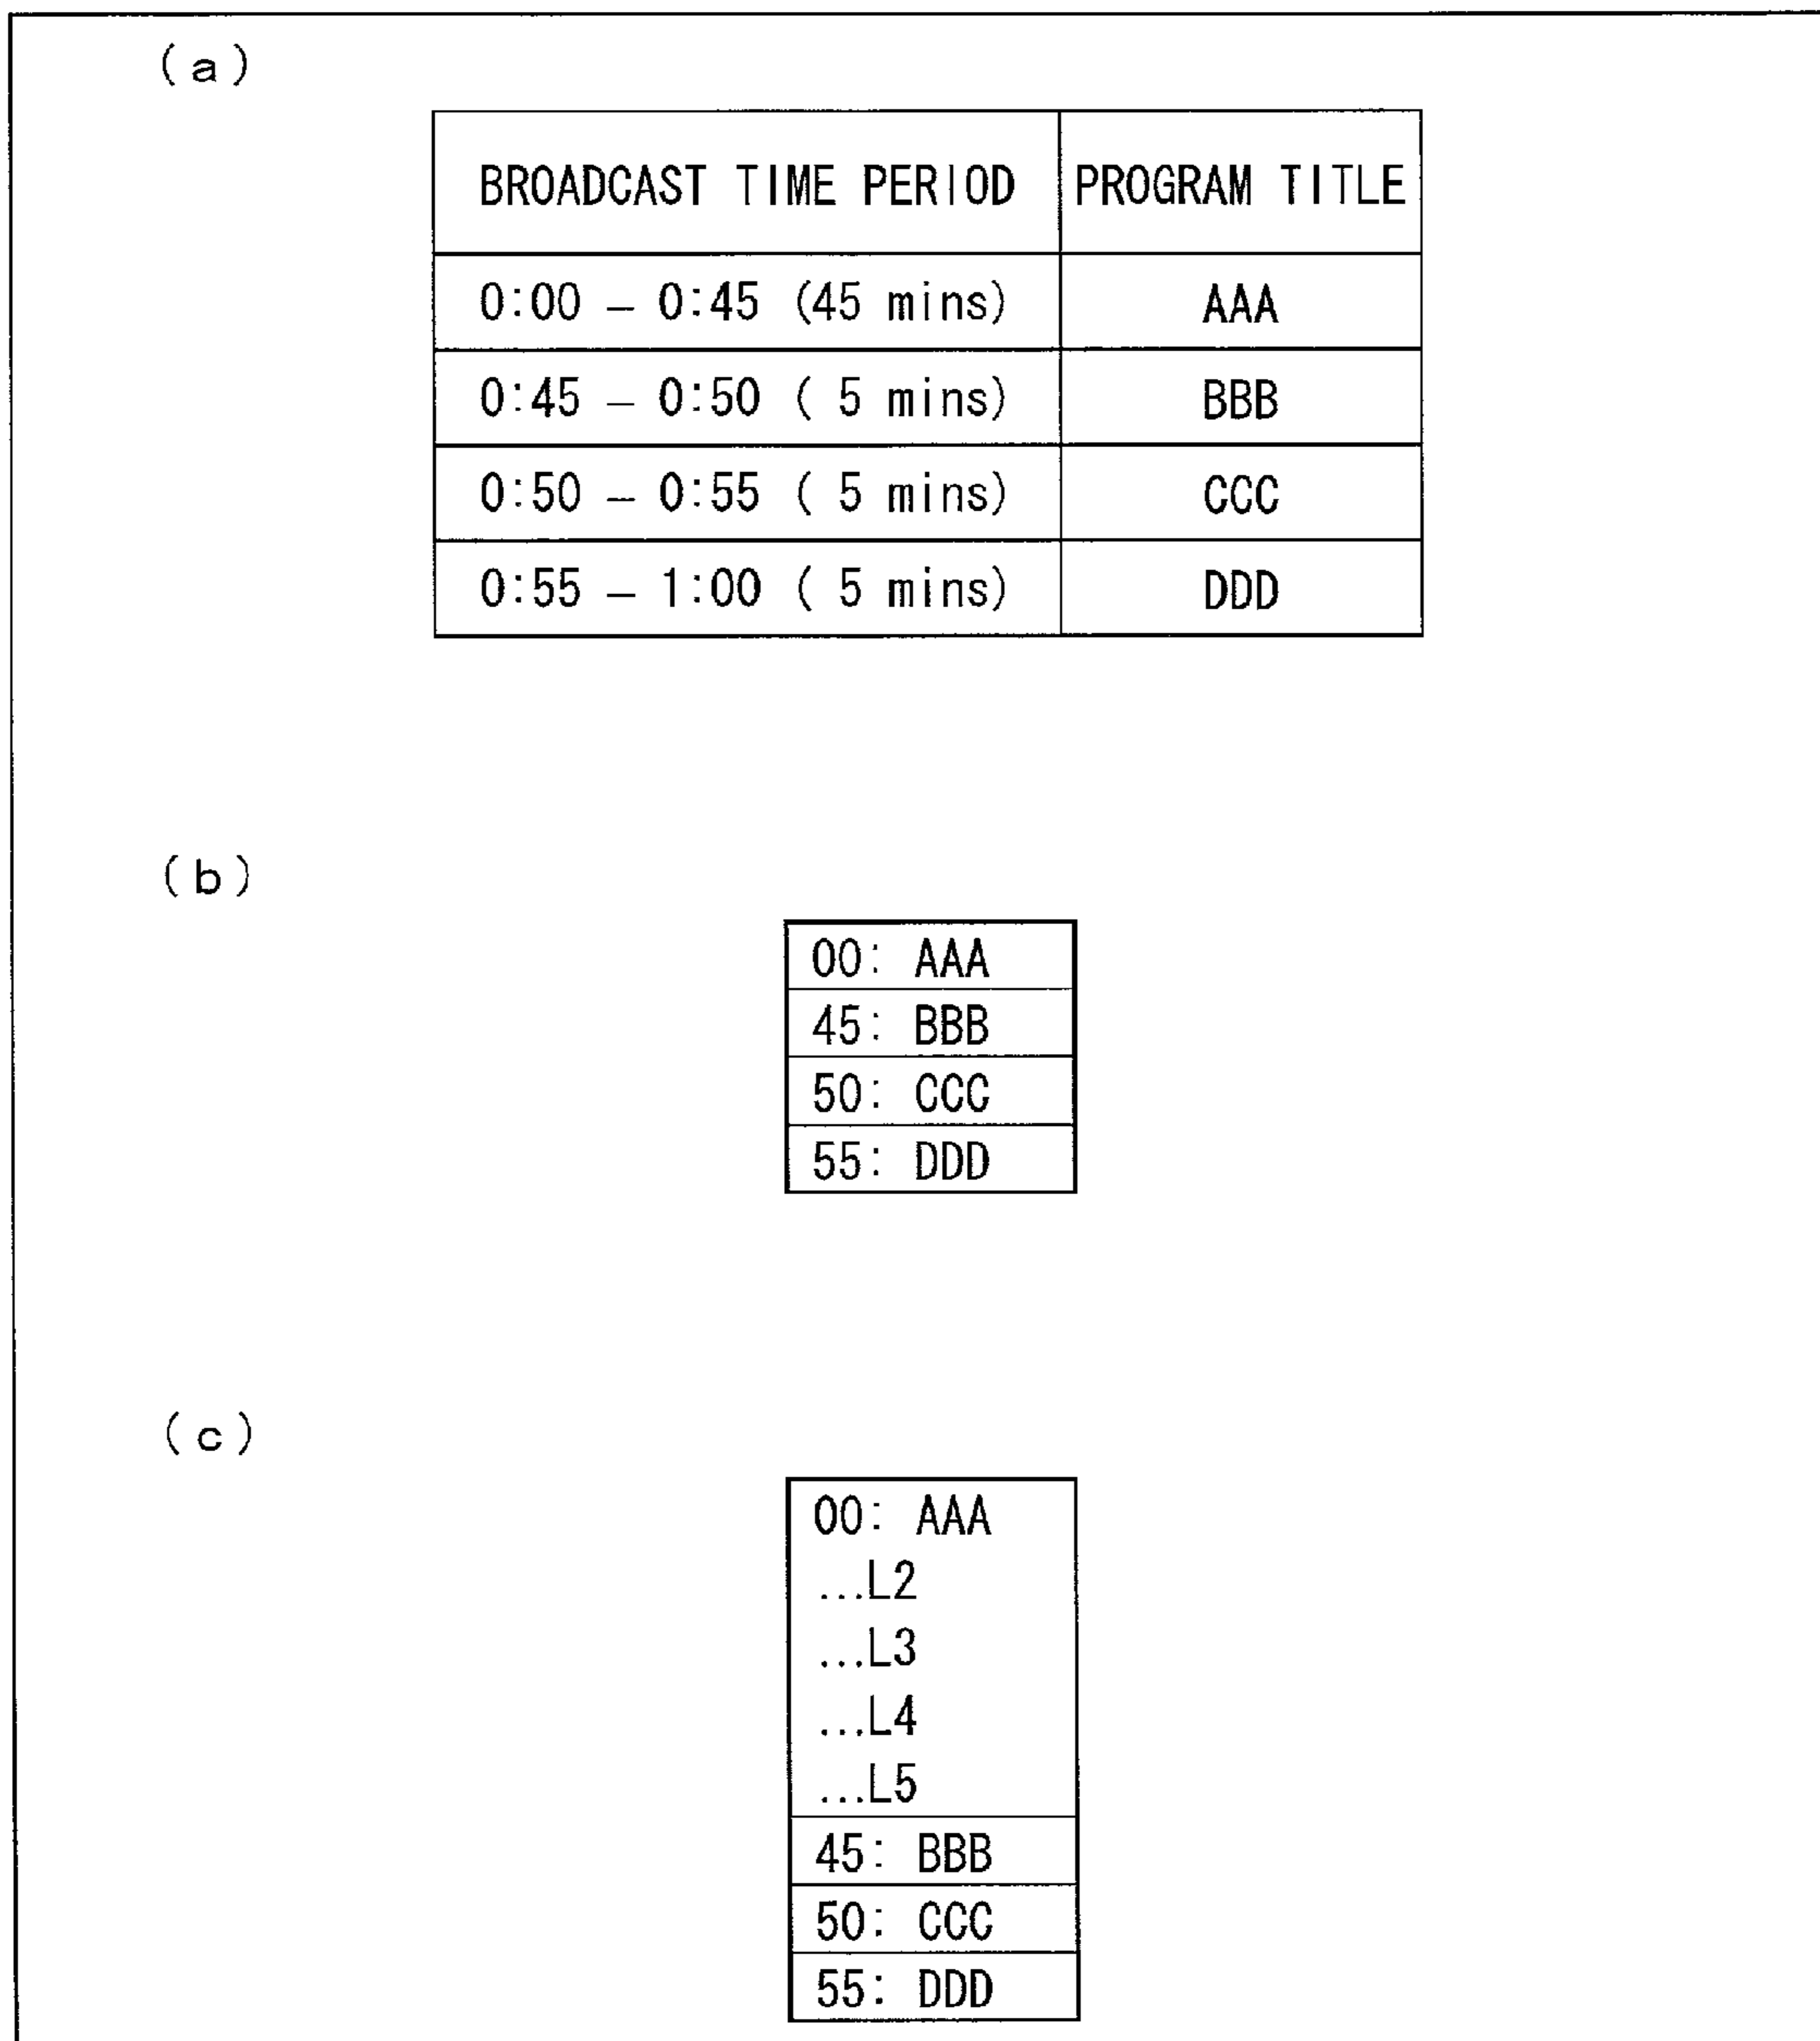 (a)
BROADCAST TIME PERIOD PROGRAM TITLE
0:00 – 0:45 (45 mins) AAA
0:45 – 0:50 ( 5 mins) BBB
0:50 – 0:55 ( 5 mins) CCC
0:55 – 1:00 ( 5 mins) DDD
(b)
00: AAA
45: BBB
50: CCC
55: DDD
(c)
00: AAA
...L2
...L3
...L4
...L5
45: BBB
50: CCC
55: DDD